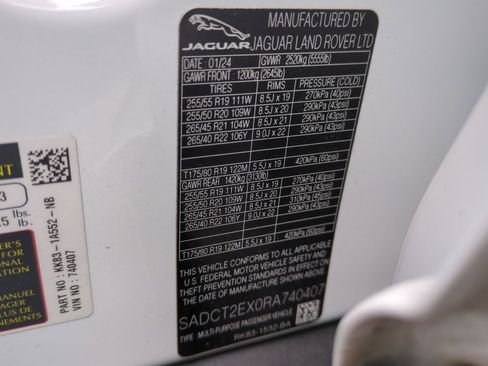 JAGUAR
MANUFACTURED BY
JAGUAR LAND ROVER LTD
DATE : 01/24 GVWR 2520kg (5555lb)
GAWR FRONT : 1200kg (2645lb)
TIRES RIMS PRESSURE (COLD)
255/55 R19 111W 8.5J x 19 270kPa (40psi)
255/50 R20 109W 8.5J x 20 290kPa (43psi)
265/45 R21 104W 8.5J x 21 290kPa (43psi)
265/40 R22 106Y 9.0J x 22 290kPa (43psi)
T175/80 R19 122M 5.5J x 19 420kPa (60psi)
GAWR REAR : 1420kg (3130lb)
255/55 R19 111W 8.5J x 19 270kPa (40psi)
255/50 R20 109W 8.5J x 20 290kPa (43psi)
265/45 R21 104W 8.5J x 21 310kPa (45psi)
265/40 R22 106Y 9.0J x 22 290kPa (43psi)
T175/80 R19 122M 5.5J x 19 420kPa (60psi)
THIS VEHICLE CONFORMS TO ALL APPLICABLE
U.S. FEDERAL MOTOR VEHICLE SAFETY AND
THEFT PREVENTION STANDARDS IN EFFECT ON
THE DATE OF MANUFACTURE SHOWN ABOVE.
SADCT2EX0RA740407
TYPE: MULTI-PURPOSE PASSENGER VEHICLE
RK83-1532-BA
PART NO : KK83-1A552-NB
VIN NO : 740407
lbs.
lb.